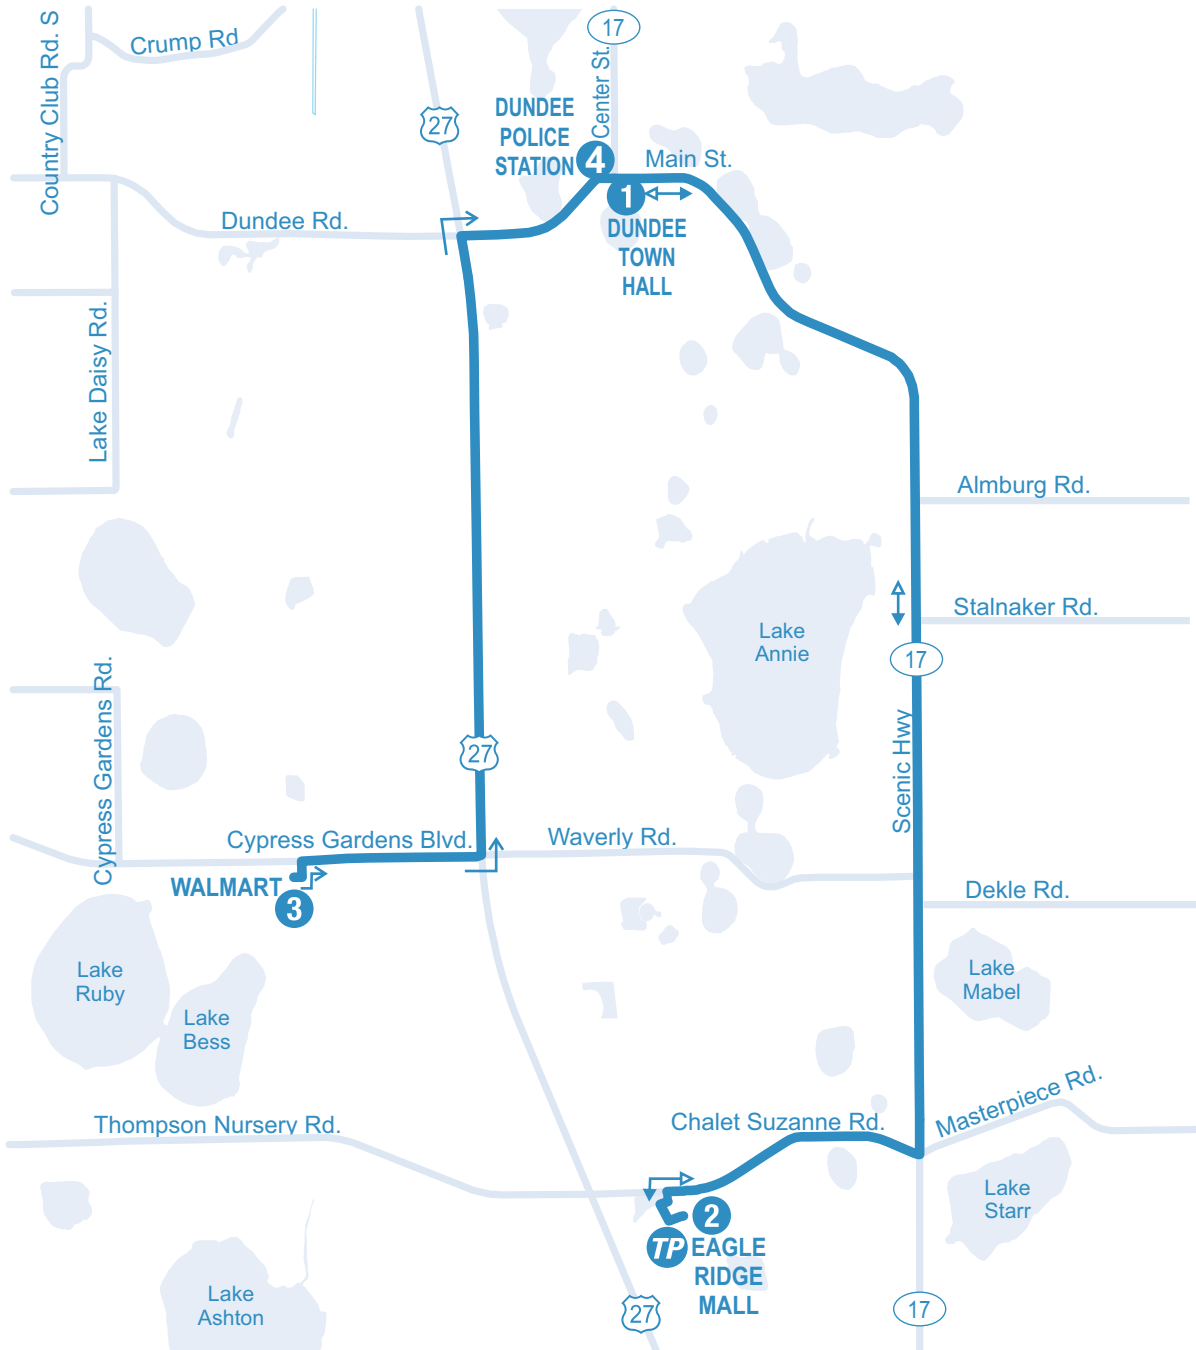 Country Club Rd. S
Crump Rd
17
Center St.
27
DUNDEE
POLICE
STATION
4
Main St.
1
DUNDEE
TOWN
HALL
Dundee Rd.
Lake Daisy Rd.
Almburg Rd.
Stalnaker Rd.
Lake
Annie
17
Cypress Gardens Rd.
27
Scenic Hwy
Cypress Gardens Blvd.
Waverly Rd.
WALMART
3
Dekle Rd.
Lake
Ruby
Lake
Bess
Lake
Mabel
Thompson Nursery Rd.
Chalet Suzanne Rd.
Masterpiece Rd.
Lake
Starr
2
TP
EAGLE
RIDGE
MALL
Lake
Ashton
27
17